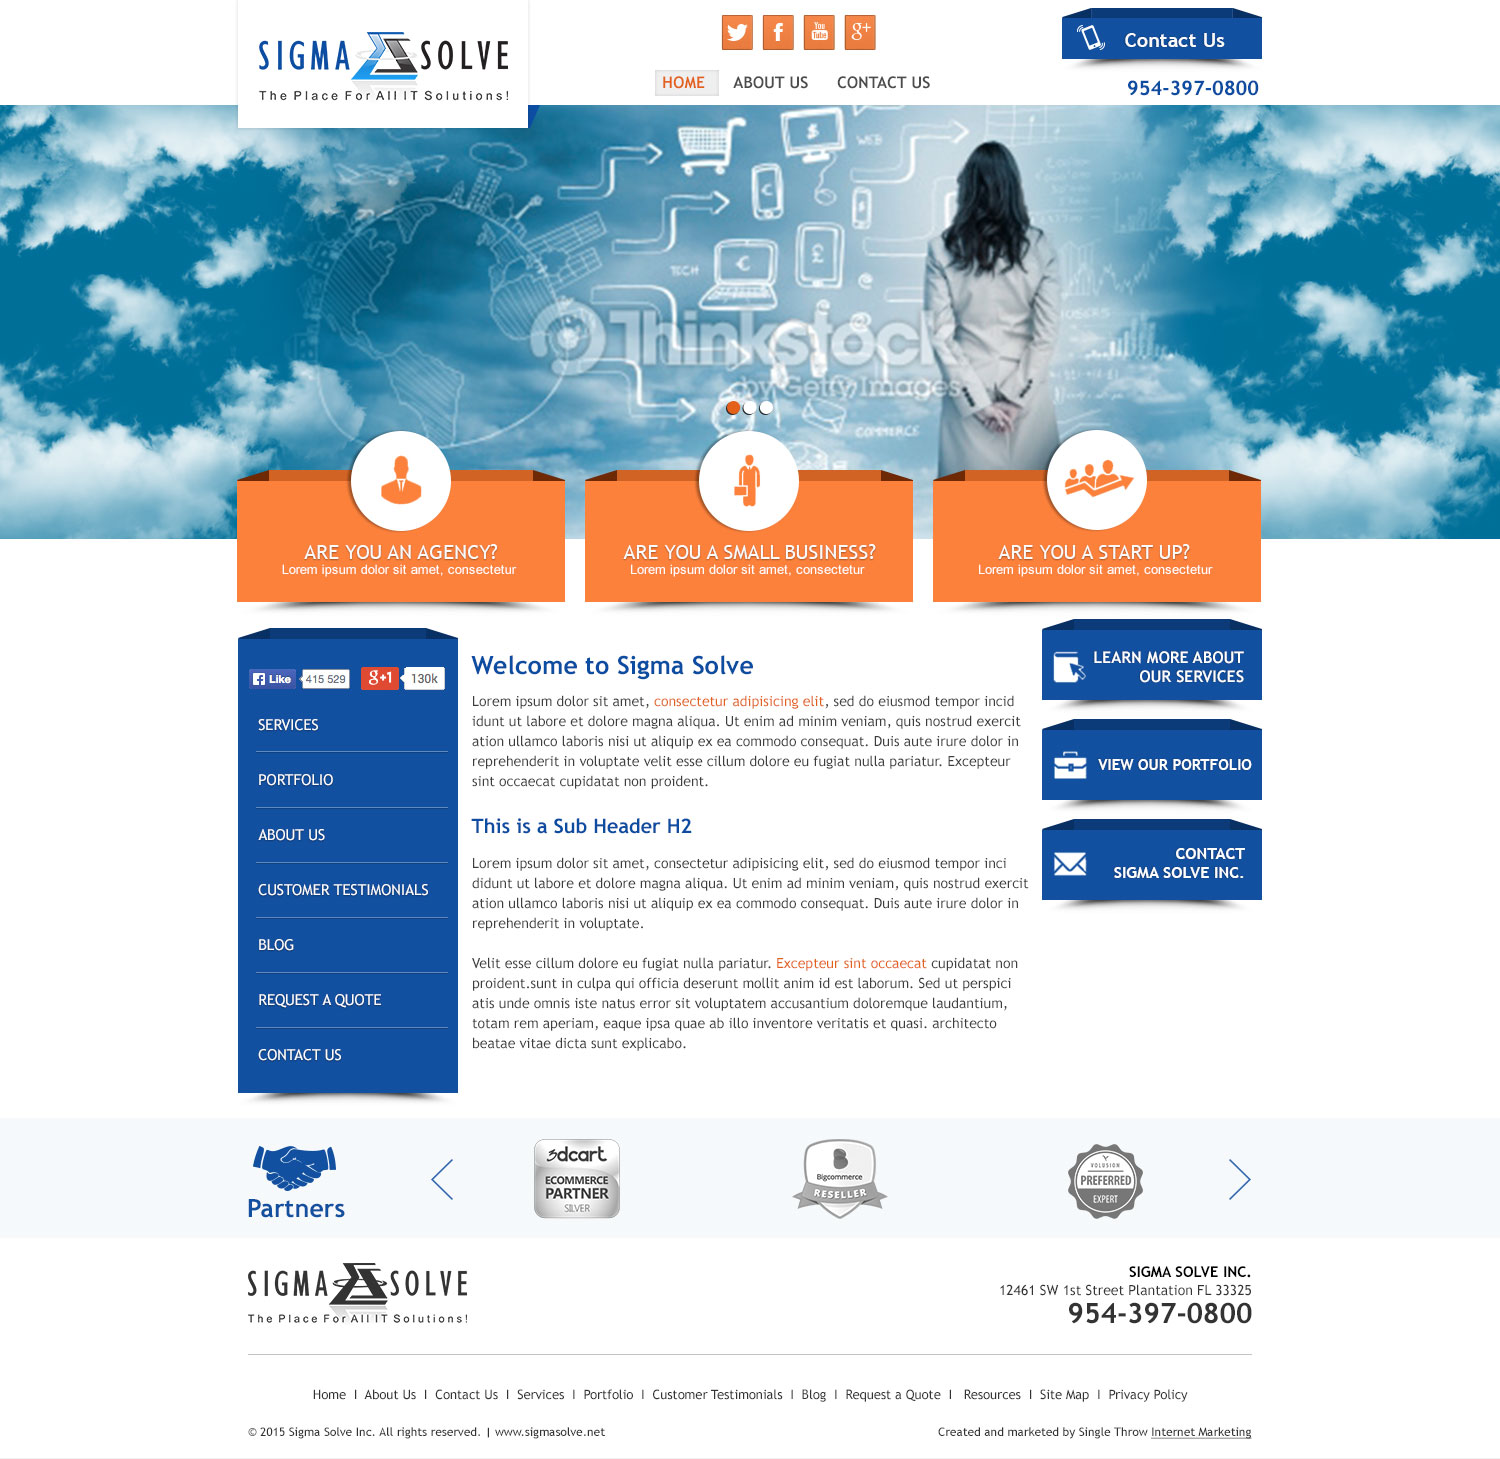 SIGMA SOLVE
The Place For All IT Solutions!
HOME
ABOUT US
CONTACT US
Contact Us
954-397-0800
WEB
TECH
Thinkstock
by Getty Images
COMMERCE
ARE YOU AN AGENCY?
Lorem ipsum dolor sit amet, consectetur
ARE YOU A SMALL BUSINESS?
Lorem ipsum dolor sit amet, consectetur
ARE YOU A START UP?
Lorem ipsum dolor sit amet, consectetur
Like
415 529
g+1
130k
SERVICES
PORTFOLIO
ABOUT US
CUSTOMER TESTIMONIALS
BLOG
REQUEST A QUOTE
CONTACT US
Welcome to Sigma Solve
Lorem ipsum dolor sit amet, consectetur adipisicing elit, sed do eiusmod tempor incid
idunt ut labore et dolore magna aliqua. Ut enim ad minim veniam, quis nostrud exercit
ation ullamco laboris nisi ut aliquip ex ea commodo consequat. Duis aute irure dolor in
reprehenderit in voluptate velit esse cillum dolore eu fugiat nulla pariatur. Excepteur
sint occaecat cupidatat non proident.
This is a Sub Header H2
Lorem ipsum dolor sit amet, consectetur adipisicing elit, sed do eiusmod tempor inci
didunt ut labore et dolore magna aliqua. Ut enim ad minim veniam, quis nostrud exercit
ation ullamco laboris nisi ut aliquip ex ea commodo consequat. Duis aute irure dolor in
reprehenderit in voluptate.
Velit esse cillum dolore eu fugiat nulla pariatur. Excepteur sint occaecat cupidatat non
proident.sunt in culpa qui officia deserunt mollit anim id est laborum. Sed ut perspici
atis unde omnis iste natus error sit voluptatem accusantium doloremque laudantium,
totam rem aperiam, eaque ipsa quae ab illo inventore veritatis et quasi. architecto
beatae vitae dicta sunt explicabo.
LEARN MORE ABOUT
OUR SERVICES
VIEW OUR PORTFOLIO
CONTACT
SIGMA SOLVE INC.
Partners
3dcart
ECOMMERCE
PARTNER
SILVER
B
Bigcommerce
RESELLER
VOLUSION
PREFERRED
EXPERT
SIGMA SOLVE
The Place For All IT Solutions!
SIGMA SOLVE INC.
12461 SW 1st Street Plantation FL 33325
954-397-0800
Home | About Us | Contact Us | Services | Portfolio | Customer Testimonials | Blog | Request a Quote | Resources | Site Map | Privacy Policy
© 2015 Sigma Solve Inc. All rights reserved. | www.sigmasolve.net
Created and marketed by Single Throw Internet Marketing